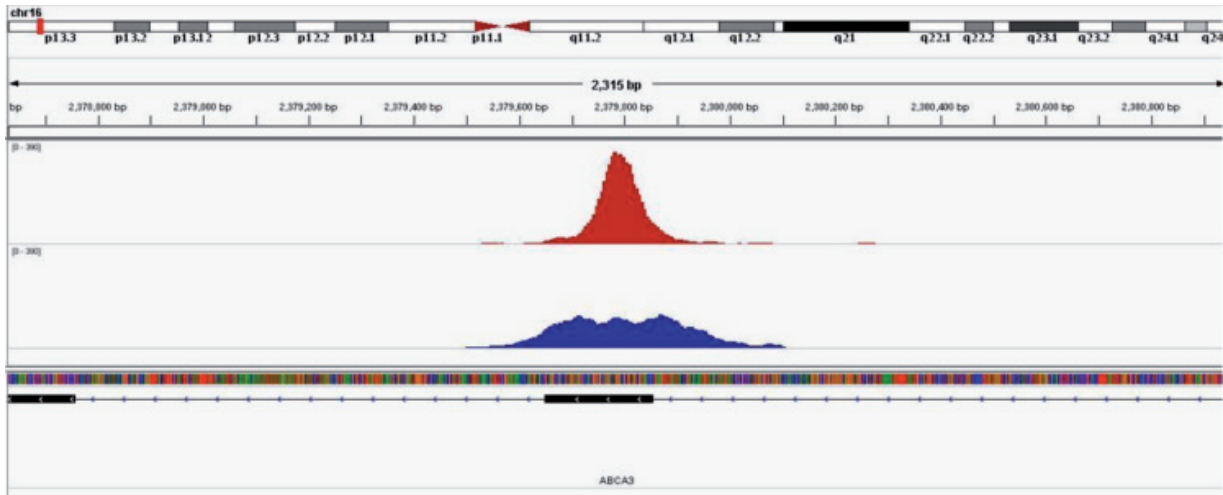 chr16
p13.3 p13.2 p13.12 p12.3 p12.2 p12.1 p11.2 p11.1 q11.2 q12.1 q12.2 q21 q22.1 q22.2 q23.1 q23.2 q24.1 q24
2,315 bp
bp 2,378,800 bp 2,379,000 bp 2,379,200 bp 2,379,400 bp 2,379,600 bp 2,379,800 bp 2,380,000 bp 2,380,200 bp 2,380,400 bp 2,380,600 bp 2,380,800 bp
[0 - 390]
[0 - 390]
ABCA3